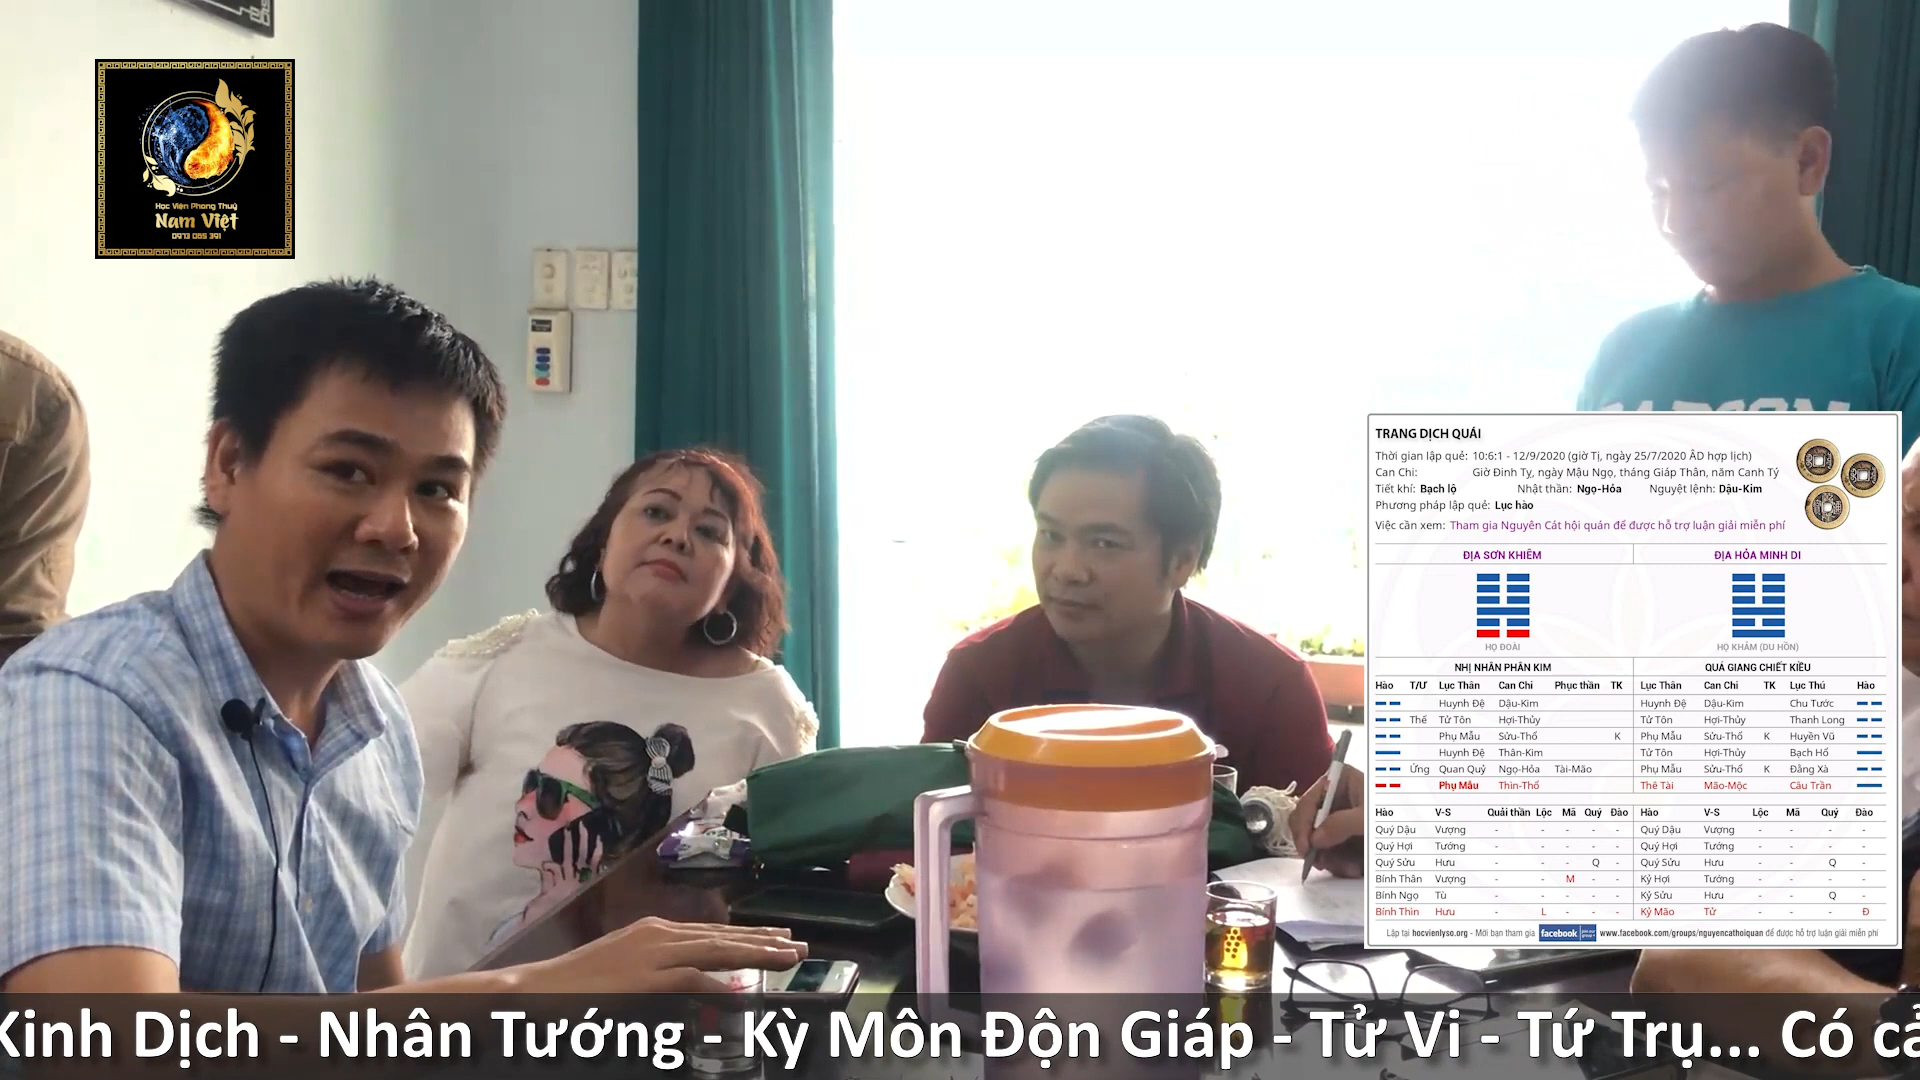 Học Viện Phong Thuỷ
Nam Việt
0973 085 391
TRANG DỊCH QUÁI
Thời gian lập quẻ: 10:6:1 - 12/9/2020 (giờ Tị, ngày 25/7/2020 ÂD hợp lịch)
Can Chi: Giờ Đinh Tỵ, ngày Mậu Ngọ, tháng Giáp Thân, năm Canh Tý
Tiết khí: Bạch lộ Nhật thần: Ngọ-Hỏa Nguyệt lệnh: Dậu-Kim
Phương pháp lập quẻ: Lục hào
Việc cần xem: Tham gia Nguyên Cát hội quán để được hỗ trợ luận giải miễn phí
ĐỊA SƠN KHIÊM ĐỊA HỎA MINH DI
HỌ ĐOÀI HỌ KHẢM (DU HỒN)
NHỊ NHÂN PHÂN KIM QUÁ GIANG CHIẾT KIỀU
Hào T/Ư Lục Thân Can Chi Phục thần TK Lục Thân Can Chi TK Lục Thú Hào
Huynh Đệ Dậu-Kim Huynh Đệ Dậu-Kim Chu Tước
Thế Tử Tôn Hợi-Thủy Tử Tôn Hợi-Thủy Thanh Long
Phụ Mẫu Sửu-Thổ K Phụ Mẫu Sửu-Thổ K Huyền Vũ
Huynh Đệ Thân-Kim Tử Tôn Hợi-Thủy Bạch Hổ
Ứng Quan Quỷ Ngọ-Hỏa Tài-Mão Phụ Mẫu Sửu-Thổ K Đằng Xà
Phụ Mẫu Thìn-Thổ Thê Tài Mão-Mộc Câu Trần
Hào V-S Quái thần Lộc Mã Quý Đào Hào V-S Lộc Mã Quý Đào
Quý Dậu Vượng - - - - - Quý Dậu Vượng - - - -
Quý Hợi Tướng - - - - - Quý Hợi Tướng - - - -
Quý Sửu Hưu - - - Q - Quý Sửu Hưu - - Q -
Bính Thân Vượng - - M - - Kỷ Hợi Tướng - - - -
Bính Ngọ Tù - - - - - Kỷ Sửu Hưu - - Q -
Bính Thìn Hưu - L - - - Kỷ Mão Tử - - - Đ
Lập tại hocvienlyso.org - Mời bạn tham gia facebook www.facebook.com/groups/nguyencathoiquan để được hỗ trợ luận giải miễn phí
Kinh Dịch - Nhân Tướng - Kỳ Môn Độn Giáp - Tử Vi - Tứ Trụ... Có cả